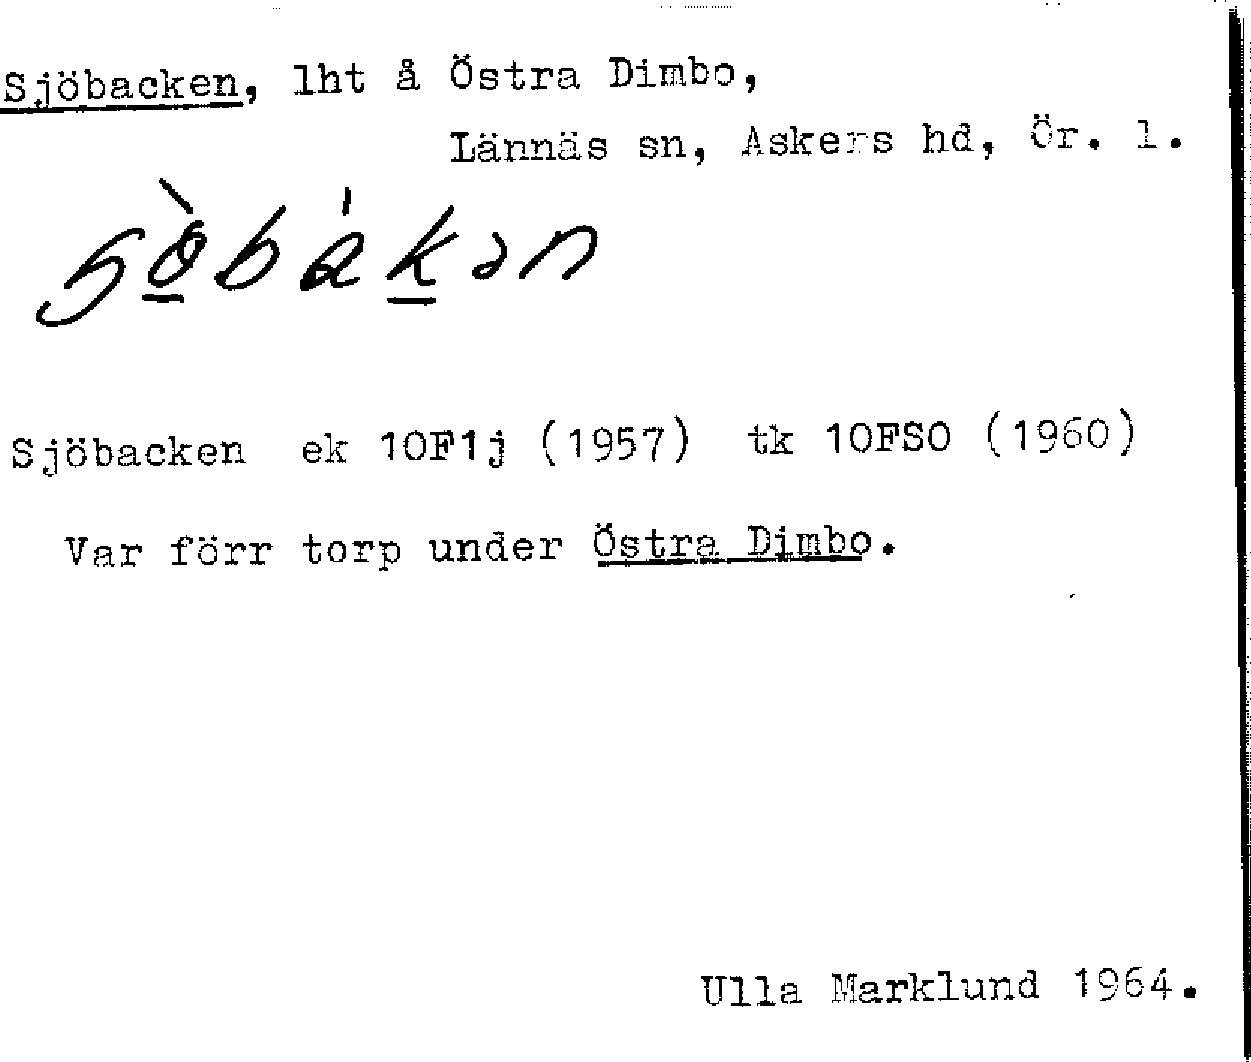 Sjöbacken, lht å Östra Dimbo,
Lännäs sn, Askers hd, Ör. l.
Sjöbacken ek 10F1j (1957) tk 10FSO (1960)
Var förr torp under Östra Dimbo.
Ulla Marklund 1964.